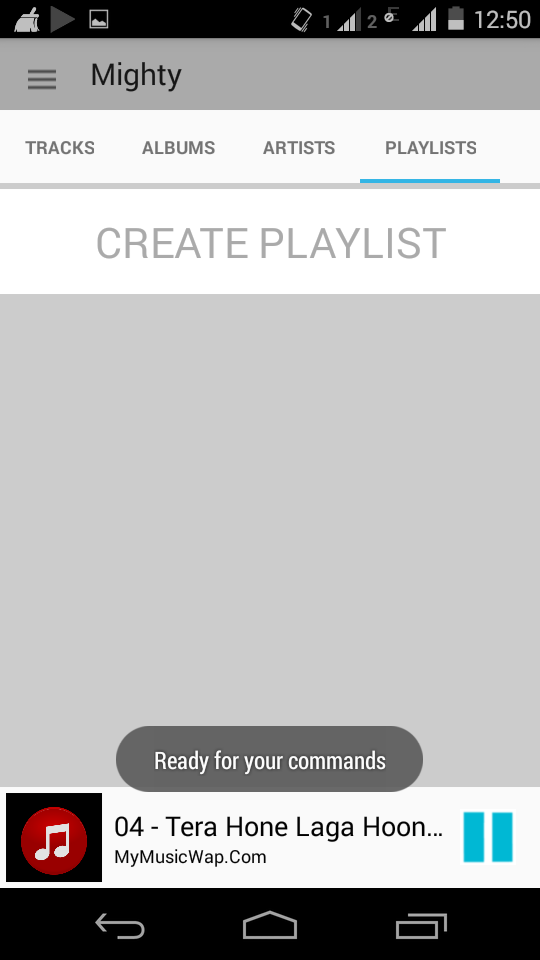 1 2 E 12:50
Mighty
TRACKS ALBUMS ARTISTS PLAYLISTS
CREATE PLAYLIST
Ready for your commands
04 - Tera Hone Laga Hoon...
MyMusicWap.Com